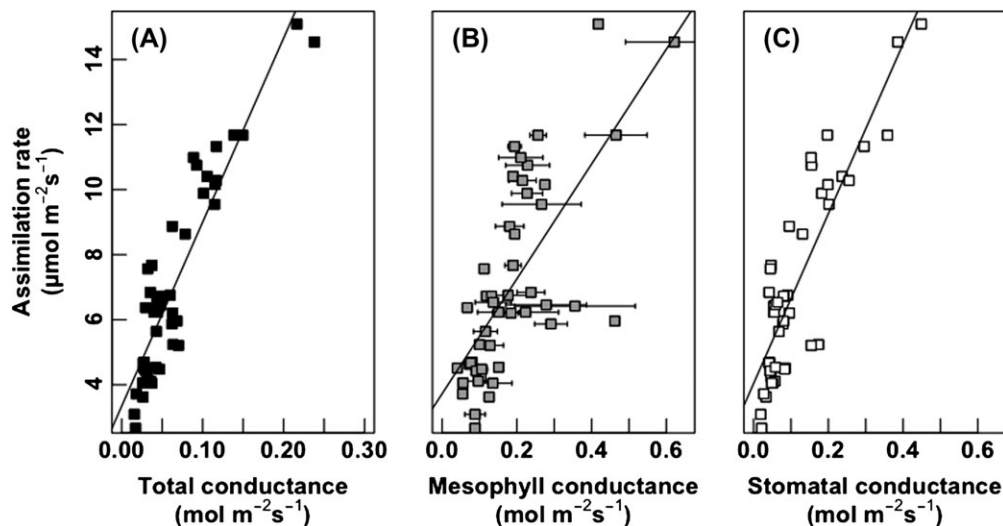 (A) (B) (C)
Assimilation rate
(μmol m⁻²s⁻¹)
14
12
10
8
6
4
0.0 0.10 0.20 0.30
0.0 0.2 0.4 0.6
0.0 0.2 0.4 0.6
Total conductance
(mol m⁻²s⁻¹)
Mesophyll conductance
(mol m⁻²s⁻¹)
Stomatal conductance
(mol m⁻²s⁻¹)